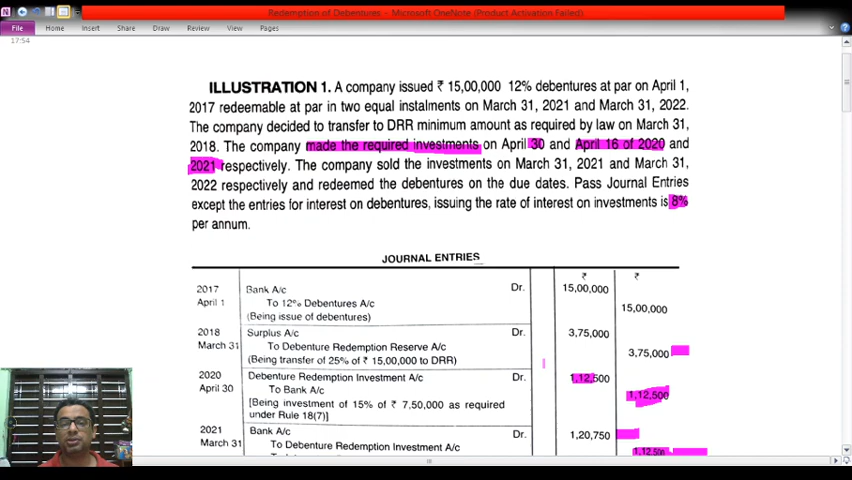 Redemption of Debentures - Microsoft OneNote (Product Activation Failed)
File Home Insert Share Draw Review View Pages
17:54
ILLUSTRATION 1. A company issued ₹ 15,00,000 12% debentures at par on April 1,
2017 redeemable at par in two equal instalments on March 31, 2021 and March 31, 2022.
The company decided to transfer to DRR minimum amount as required by law on March 31,
2018. The company made the required investments on April 30 and April 16 of 2020 and
2021 respectively. The company sold the investments on March 31, 2021 and March 31,
2022 respectively and redeemed the debentures on the due dates. Pass Journal Entries
except the entries for interest on debentures, issuing the rate of interest on investments is 8%
per annum.
JOURNAL ENTRIES
₹ ₹
2017 Bank A/c Dr. 15,00,000
April 1 To 12% Debentures A/c 15,00,000
(Being issue of debentures)
2018 Surplus A/c Dr. 3,75,000
March 31 To Debenture Redemption Reserve A/c 3,75,000
(Being transfer of 25% of ₹ 15,00,000 to DRR)
2020 Debenture Redemption Investment A/c Dr. 1,12,500
April 30 To Bank A/c 1,12,500
[Being investment of 15% of ₹ 7,50,000 as required
under Rule 18(7)]
2021 Bank A/c Dr. 1,20,750
March 31 To Debenture Redemption Investment A/c 1,12,500